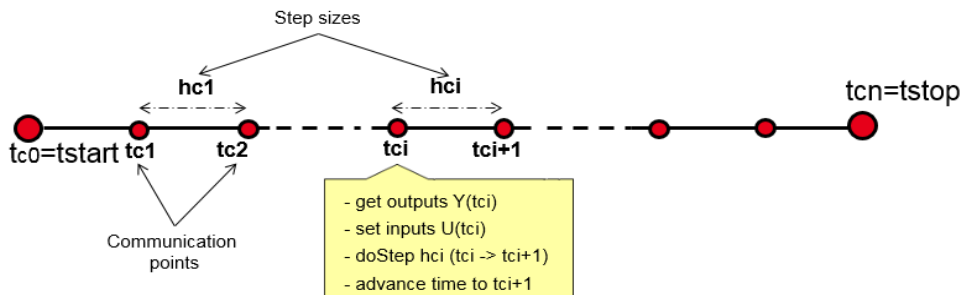 Step sizes
hc1
hci
tcn=tstop
tc0=tstart
tc1
tc2
tci
tci+1
- get outputs Y(tci)
- set inputs U(tci)
- doStep hci (tci -> tci+1)
- advance time to tci+1
Communication
points